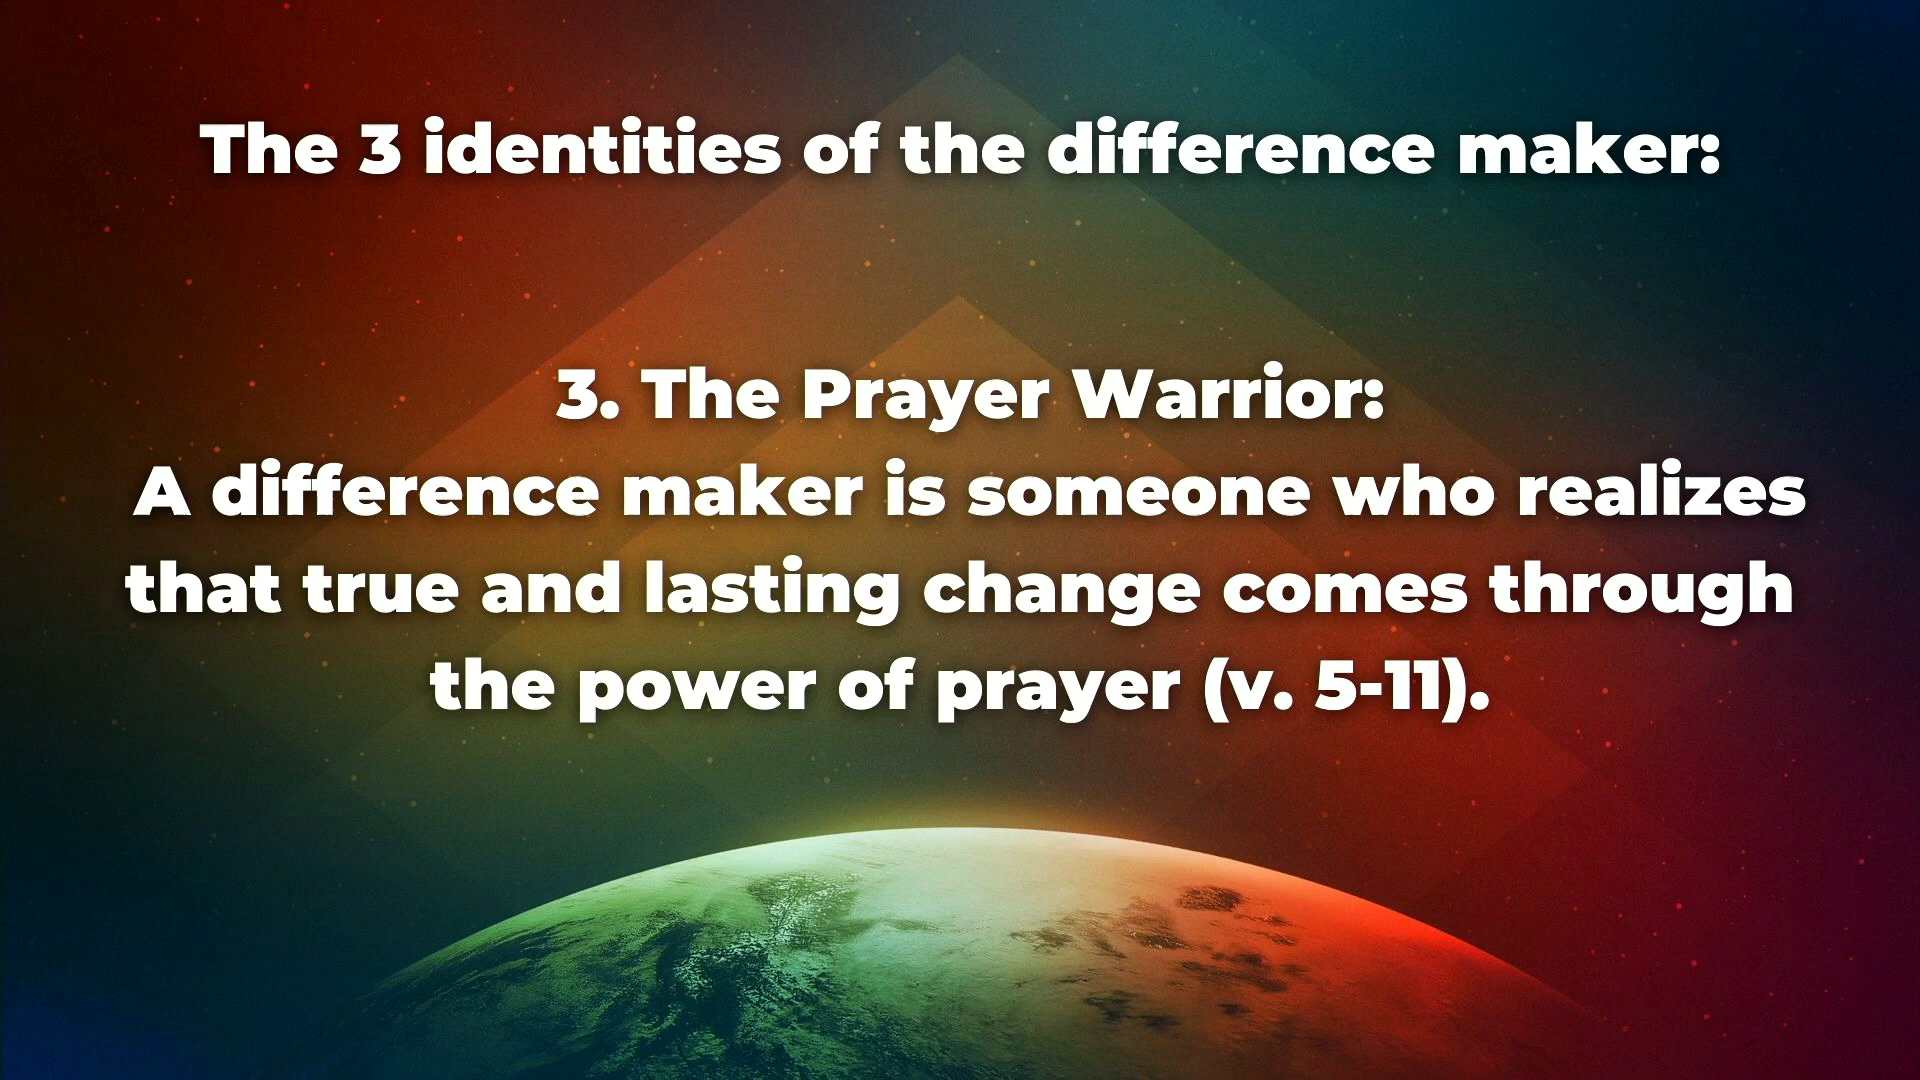 The 3 identities of the difference maker:
3. The Prayer Warrior:
A difference maker is someone who realizes
that true and lasting change comes through
the power of prayer (v. 5-11).